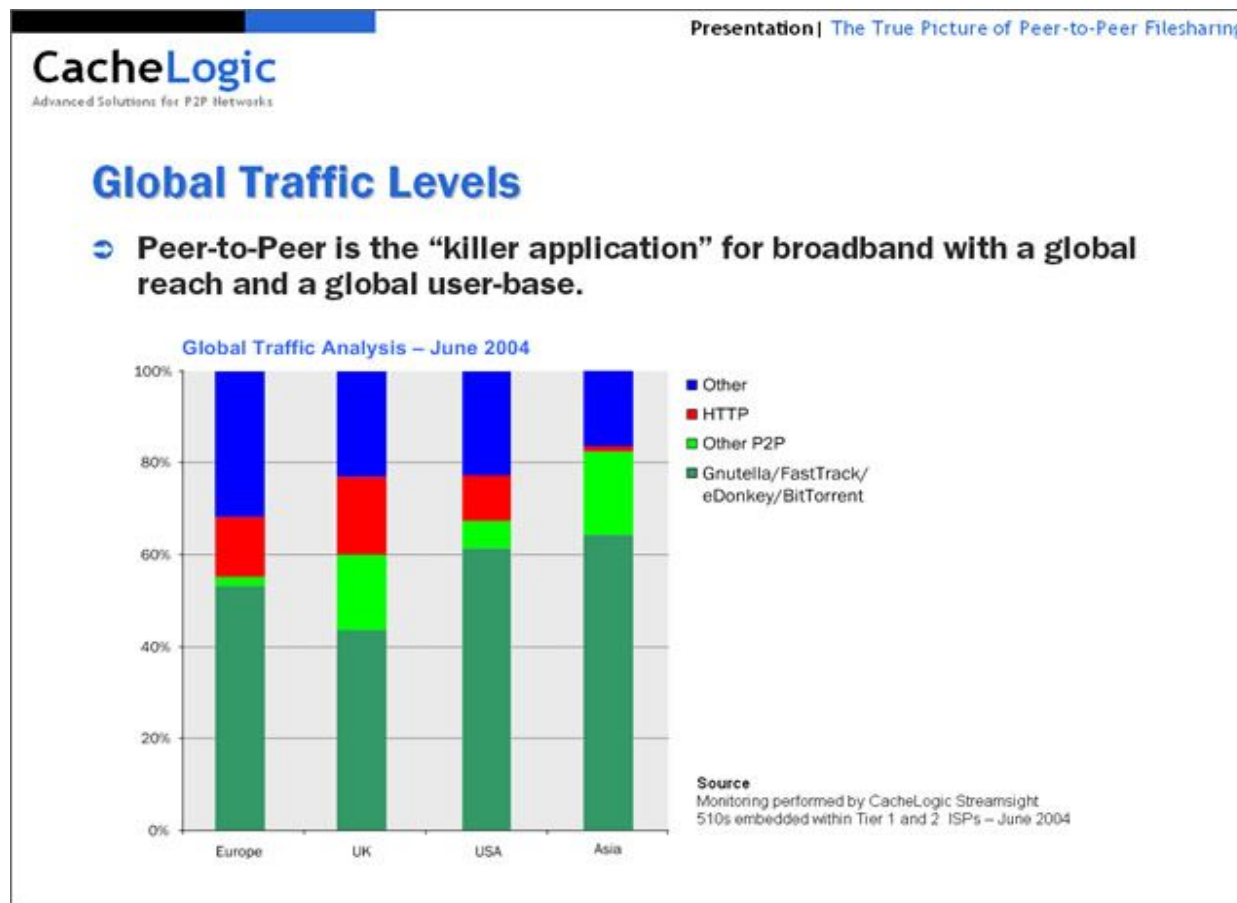 Presentation| The True Picture of Peer-to-Peer Filesharing
CacheLogic
Advanced Solutions for P2P Networks
Global Traffic Levels
➲ Peer-to-Peer is the “killer application” for broadband with a global
reach and a global user-base.
Global Traffic Analysis – June 2004
100%
80%
60%
40%
20%
0%
Europe
UK
USA
Asia
Other
HTTP
Other P2P
Gnutella/FastTrack/
eDonkey/BitTorrent
Source
Monitoring performed by CacheLogic Streamsight
510s embedded within Tier 1 and 2 ISPs – June 2004